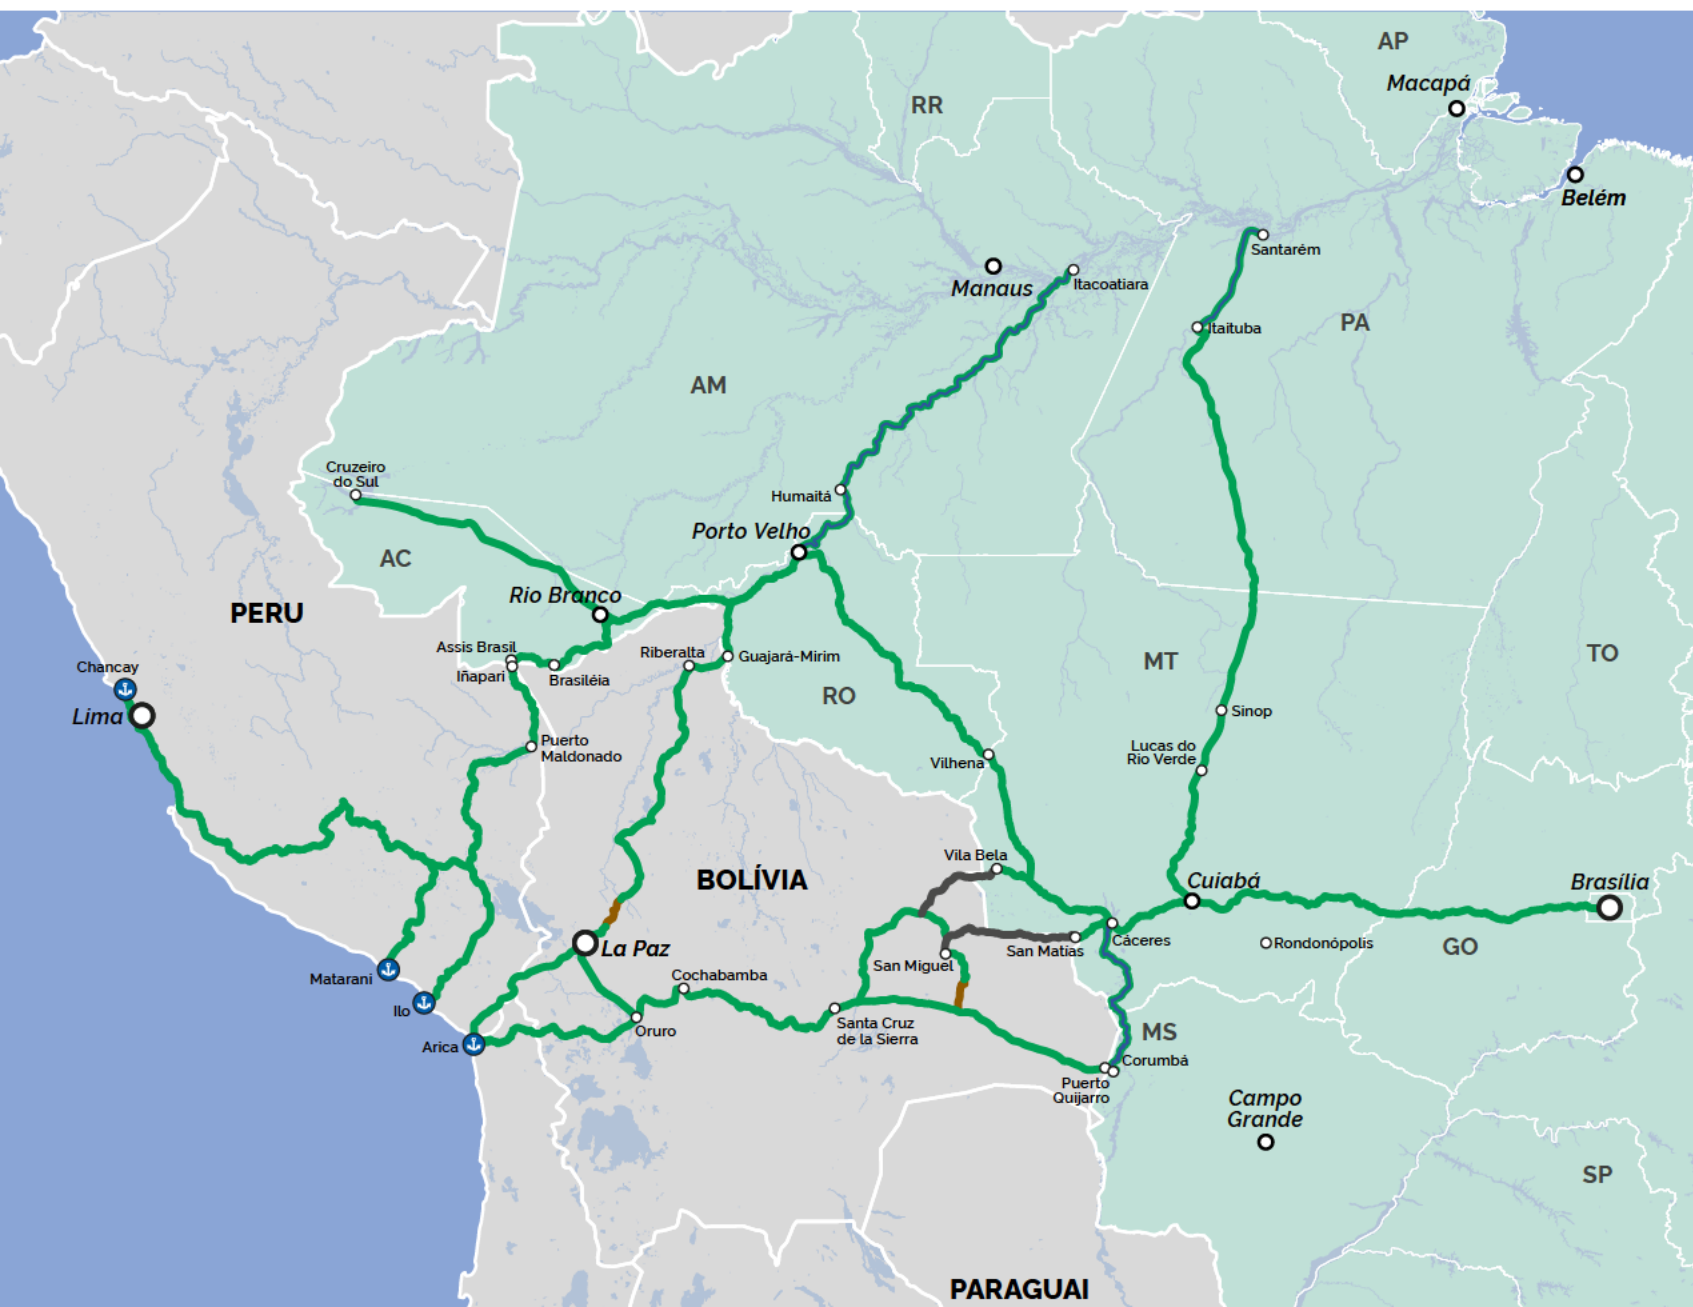 AP
Macapá
RR
Belém
Santarém
Manaus
Itacoatiara
Itaituba
PA
AM
Cruzeiro
do Sul
Humaitá
Porto Velho
AC
Rio Branco
PERU
Assis Brasil
Iñapari
Brasiléia
Riberalta
Guajará-Mirim
MT
TO
Chancay
Lima
RO
Sinop
Puerto
Maldonado
Vilhena
Lucas do
Rio Verde
Vila Bela
BOLÍVIA
Cuiabá
Brasília
La Paz
San Matías
Cáceres
Rondonópolis
GO
San Miguel
Matarani
Cochabamba
Ilo
Santa Cruz
de la Sierra
Oruro
Arica
MS
Corumbá
Puerto
Quijarro
Campo
Grande
SP
PARAGUAI